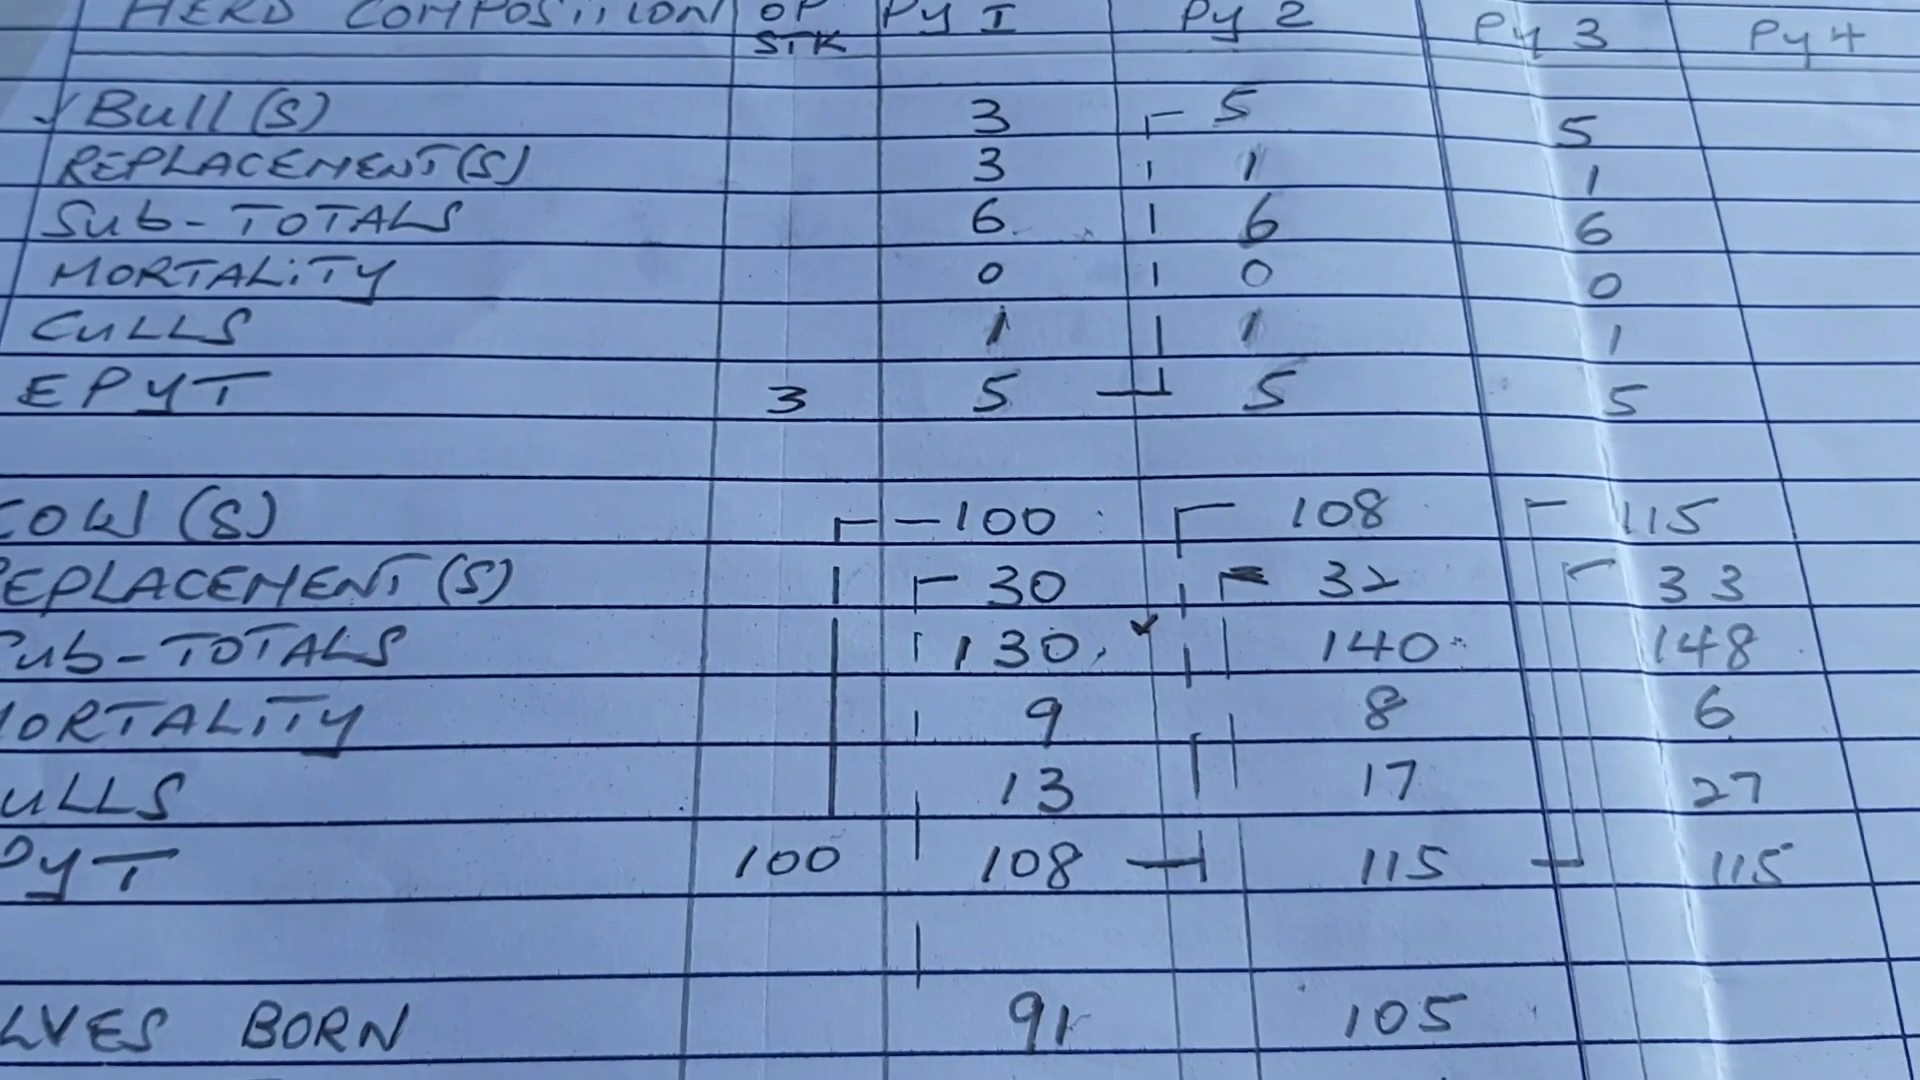 HERD COMPOSITION OP STK Py I Py 2 Py 3 Py 4
Bull(S) 3 5 5
REPLACEMENT(S) 3 1 1
Sub-TOTALS 6 6 6
MORTALITY 0 0 0
CULLS 1 1 1
EPYT 3 5 5 5
COW(S) 100 108 115
EPLACEMENT(S) 30 32 33
ub-TOTALS 130 140 148
ORTALITY 9 8 6
ULLS 13 17 27
PYT 100 108 115 115
LVES BORN 91 105